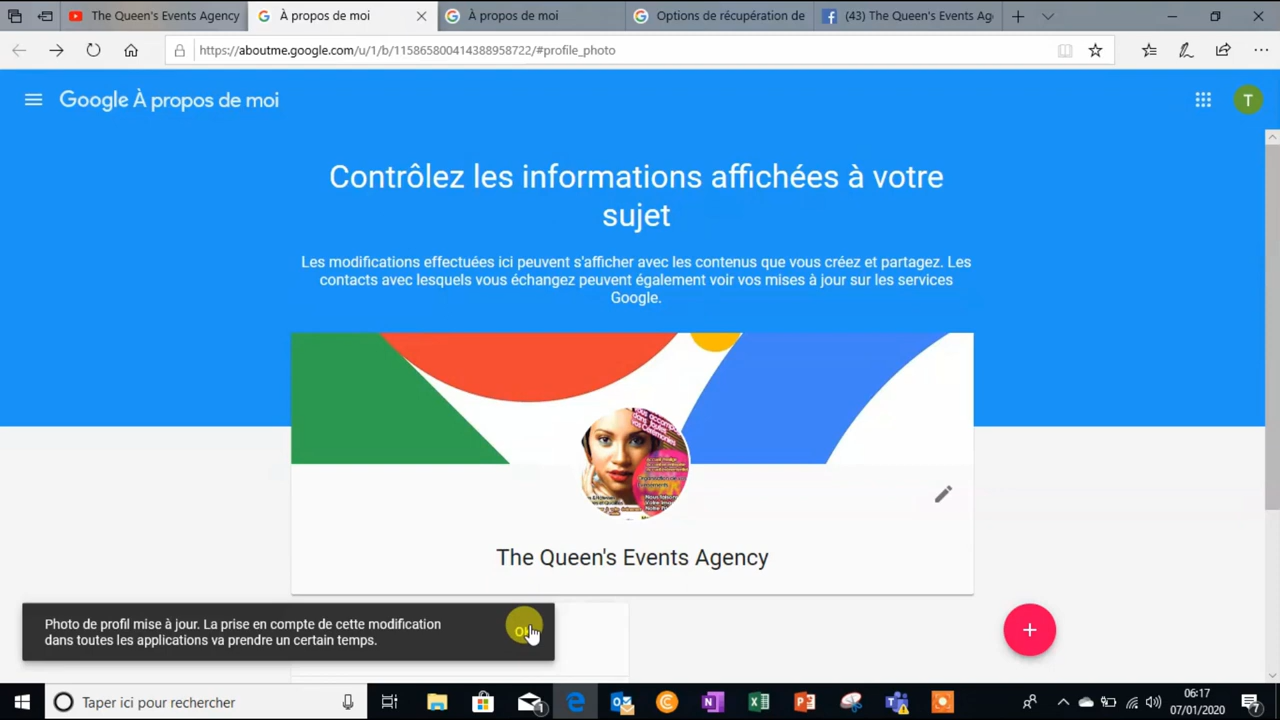 The Queen's Events Agency
À propos de moi
À propos de moi
Options de récupération de
(43) The Queen's Events Ag
https://aboutme.google.com/u/1/b/115865800414388958722/#profile_photo
Google À propos de moi
T
Contrôlez les informations affichées à votre
sujet
Les modifications effectuées ici peuvent s'afficher avec les contenus que vous créez et partagez. Les
contacts avec lesquels vous échangez peuvent également voir vos mises à jour sur les services
Google.
The Queen's Events Agency
Photo de profil mise à jour. La prise en compte de cette modification
dans toutes les applications va prendre un certain temps.
Taper ici pour rechercher
06:17
07/01/2020